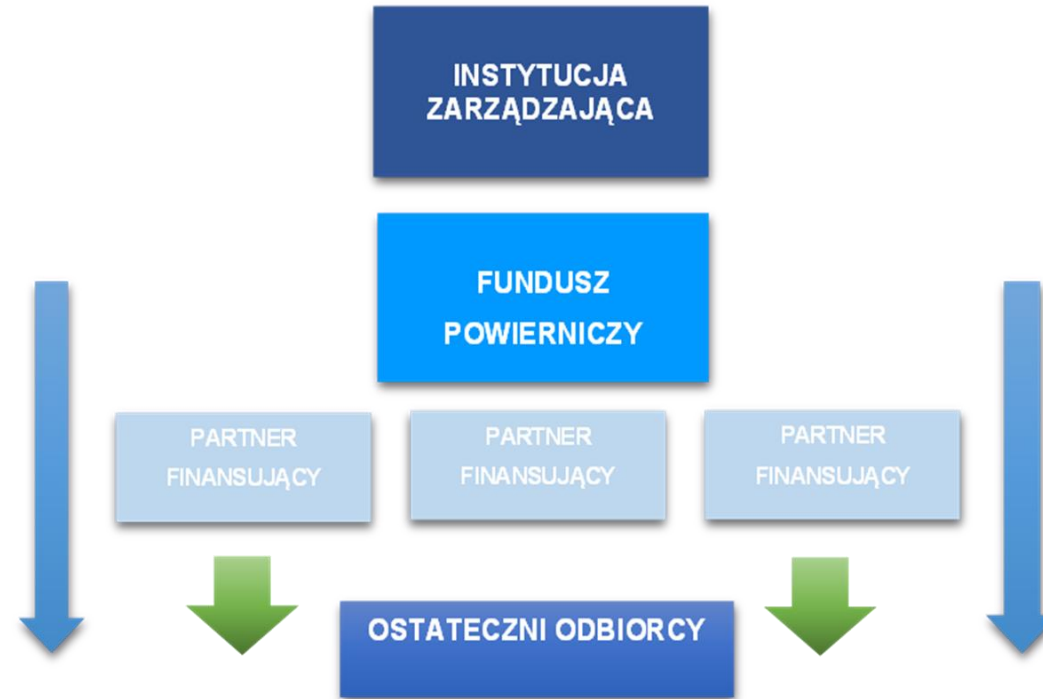 INSTYTUCJA
ZARZĄDZAJĄCA
FUNDUSZ
POWIERNICZY
PARTNER
FINANSUJĄCY
PARTNER
FINANSUJĄCY
PARTNER
FINANSUJĄCY
OSTATECZNI ODBIORCY